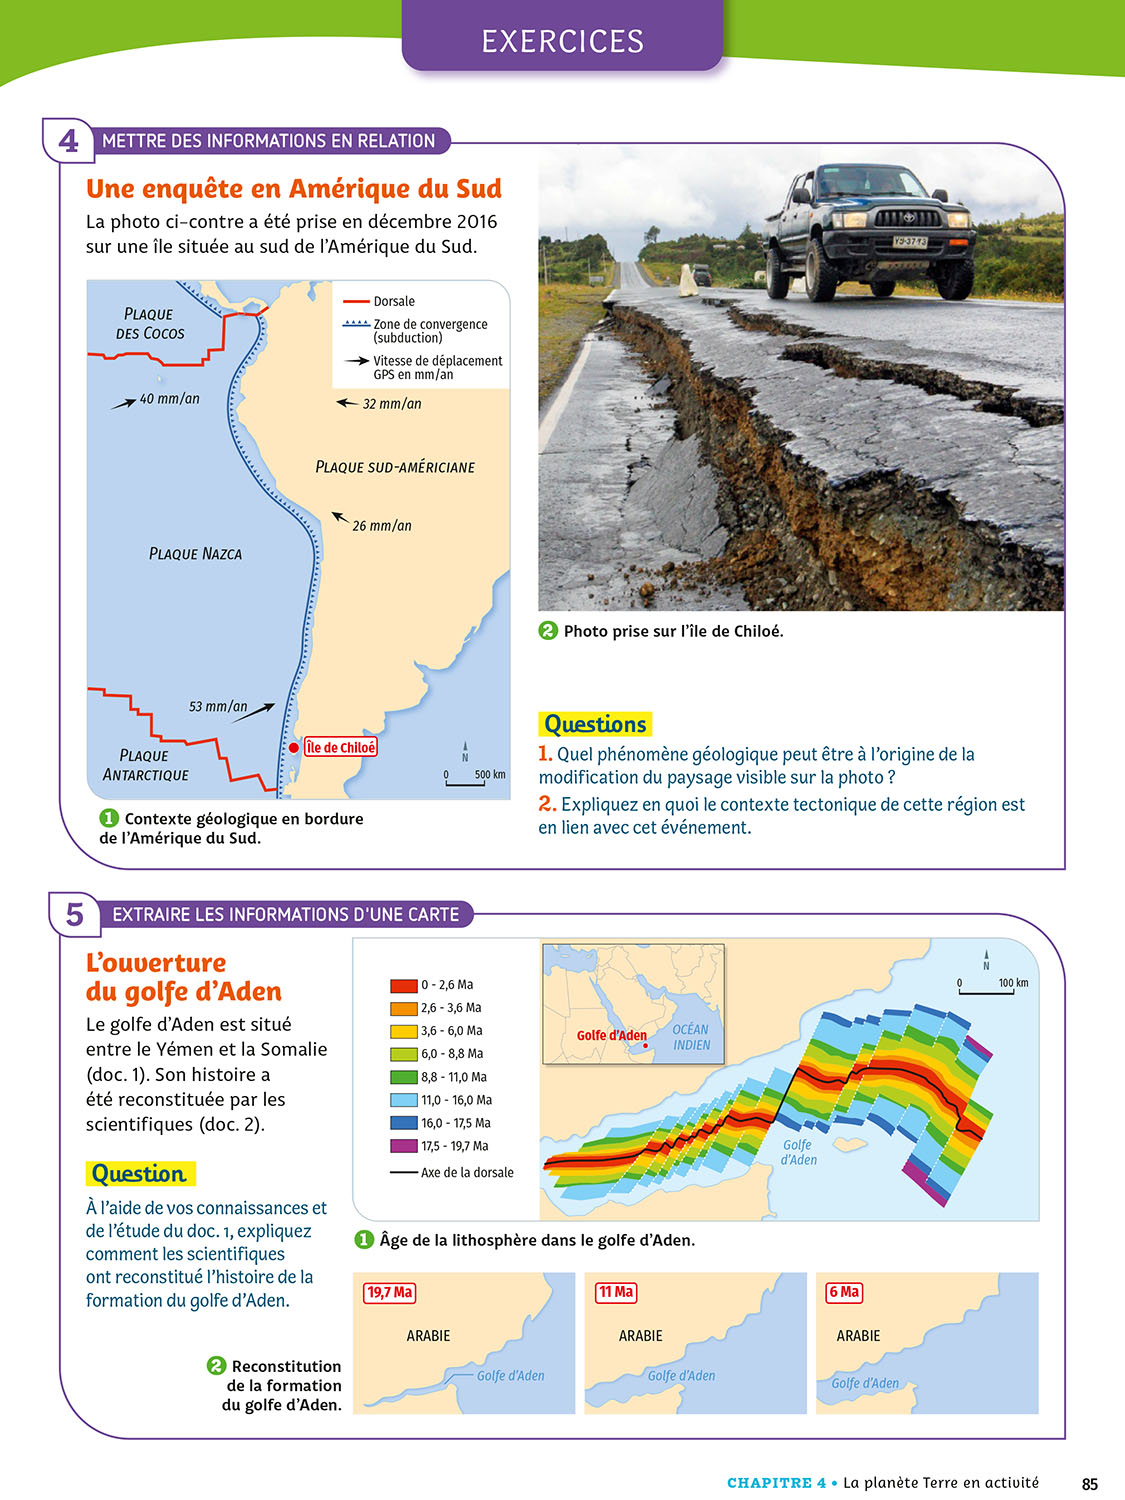 EXERCICES
4
METTRE DES INFORMATIONS EN RELATION
Une enquête en Amérique du Sud
La photo ci-contre a été prise en décembre 2016
sur une île située au sud de l'Amérique du Sud.
PLAQUE
DES COCOS
Dorsale
Zone de convergence
(subduction)
Vitesse de déplacement
GPS en mm/an
40 mm/an
32 mm/an
PLAQUE SUD-AMÉRICIANE
26 mm/an
PLAQUE NAZCA
53 mm/an
PLAQUE
ANTARCTIQUE
Île de Chiloé
N
0 500 km
1 Contexte géologique en bordure
de l'Amérique du Sud.
2 Photo prise sur l'île de Chiloé.
Questions
1. Quel phénomène géologique peut être à l'origine de la
modification du paysage visible sur la photo ?
2. Expliquez en quoi le contexte tectonique de cette région est
en lien avec cet événement.
5
EXTRAIRE LES INFORMATIONS D'UNE CARTE
L'ouverture
du golfe d'Aden
Le golfe d'Aden est situé
entre le Yémen et la Somalie
(doc. 1). Son histoire a
été reconstituée par les
scientifiques (doc. 2).
Question
À l'aide de vos connaissances et
de l'étude du doc. 1, expliquez
comment les scientifiques
ont reconstitué l'histoire de la
formation du golfe d'Aden.
0 - 2,6 Ma
2,6 - 3,6 Ma
3,6 - 6,0 Ma
6,0 - 8,8 Ma
8,8 - 11,0 Ma
11,0 - 16,0 Ma
16,0 - 17,5 Ma
17,5 - 19,7 Ma
Axe de la dorsale
Golfe d'Aden
OCÉAN
INDIEN
N
0 100 km
Golfe
d'Aden
1 Âge de la lithosphère dans le golfe d'Aden.
19,7 Ma
ARABIE
Golfe d'Aden
11 Ma
ARABIE
Golfe d'Aden
6 Ma
ARABIE
Golfe d'Aden
2 Reconstitution
de la formation
du golfe d'Aden.
CHAPITRE 4 • La planète Terre en activité
85